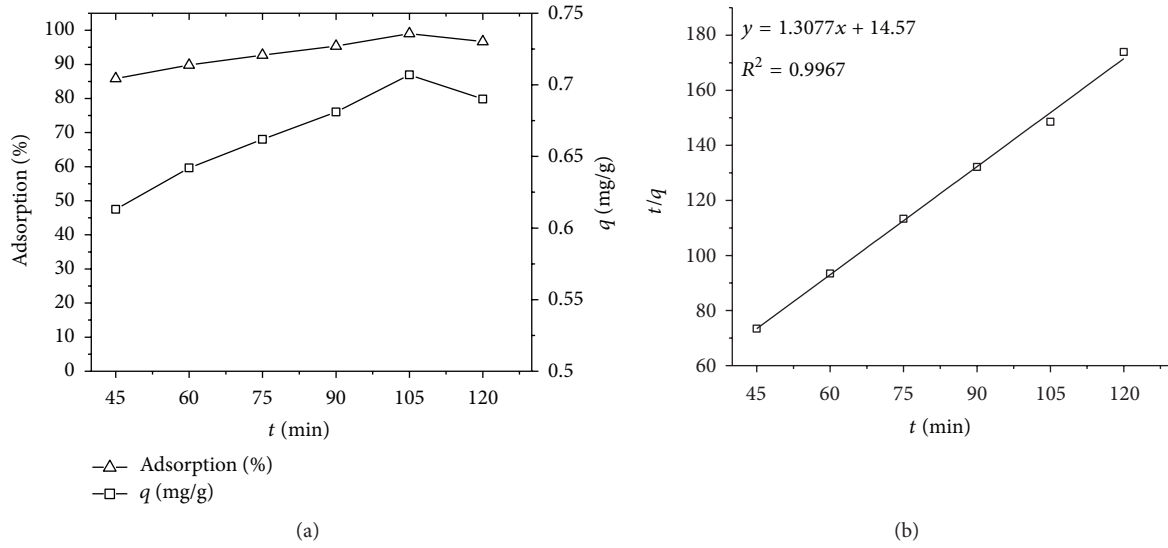 100
90
80
70
60
50
40
30
20
10
0
Adsorption (%)
0.75
0.7
0.65
0.6
0.55
0.5
q (mg/g)
45 60 75 90 105 120
t (min)
Adsorption (%)
q (mg/g)
(a)
y = 1.3077x + 14.57
R² = 0.9967
180
160
140
120
100
80
60
t/q
45 60 75 90 105 120
t (min)
(b)